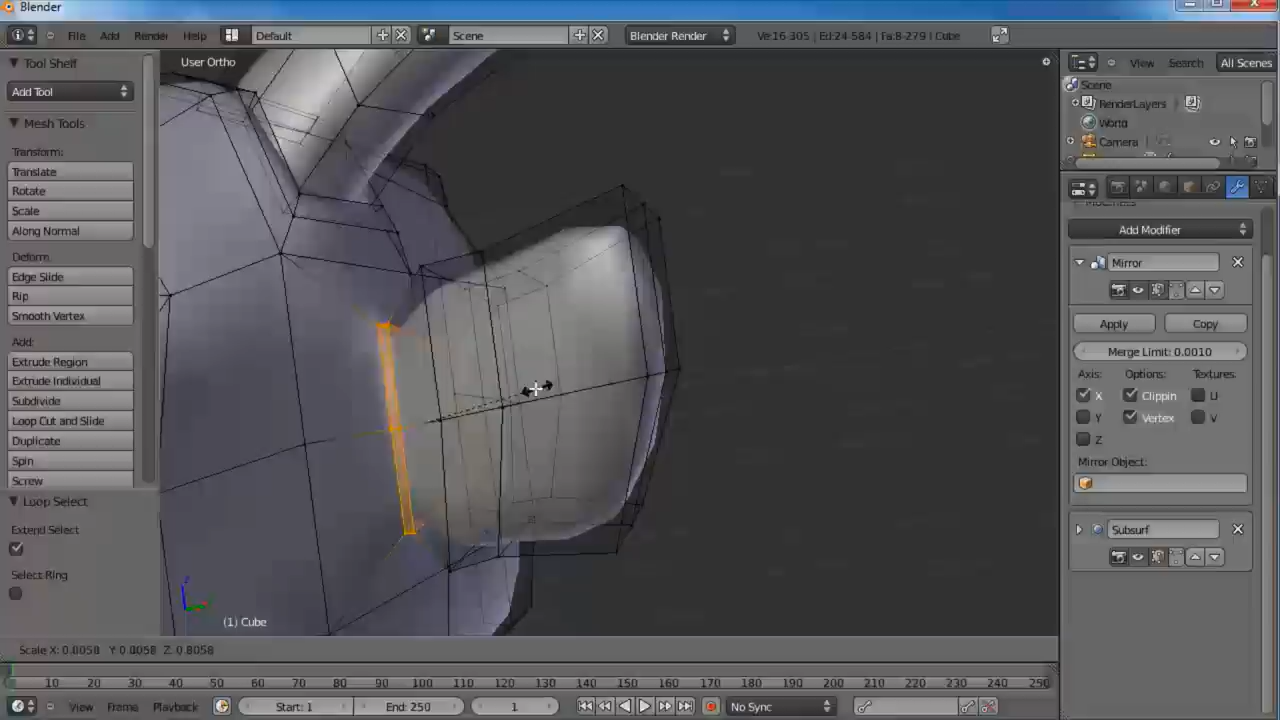 Blender
File Add Render Help Default Scene Blender Render Ve:16-305 | Ed:24-584 | Fa:8-279 | Cube
Tool Shelf
Add Tool
Mesh Tools
Transform:
Translate
Rotate
Scale
Along Normal
Deform:
Edge Slide
Rip
Smooth Vertex
Add:
Extrude Region
Extrude Individual
Subdivide
Loop Cut and Slide
Duplicate
Spin
Screw
Loop Select
Extend Select
Select Ring
User Ortho
(1) Cube
Scale X: 0.8058 Y: 0.8058 Z: 0.8058
View Search All Scenes
Scene
RenderLayers
World
Camera
Add Modifier
Mirror
Apply Copy
Merge Limit: 0.0010
Axis: Options: Textures:
X Clippin U
Y Vertex V
Z
Mirror Object:
Subsurf
10 20 30 40 50 60 70 80 90 100 110 120 130 140 150 160 170 180 190 200 210 220 230 240 250
View Frame Playback Start: 1 End: 250 1 No Sync